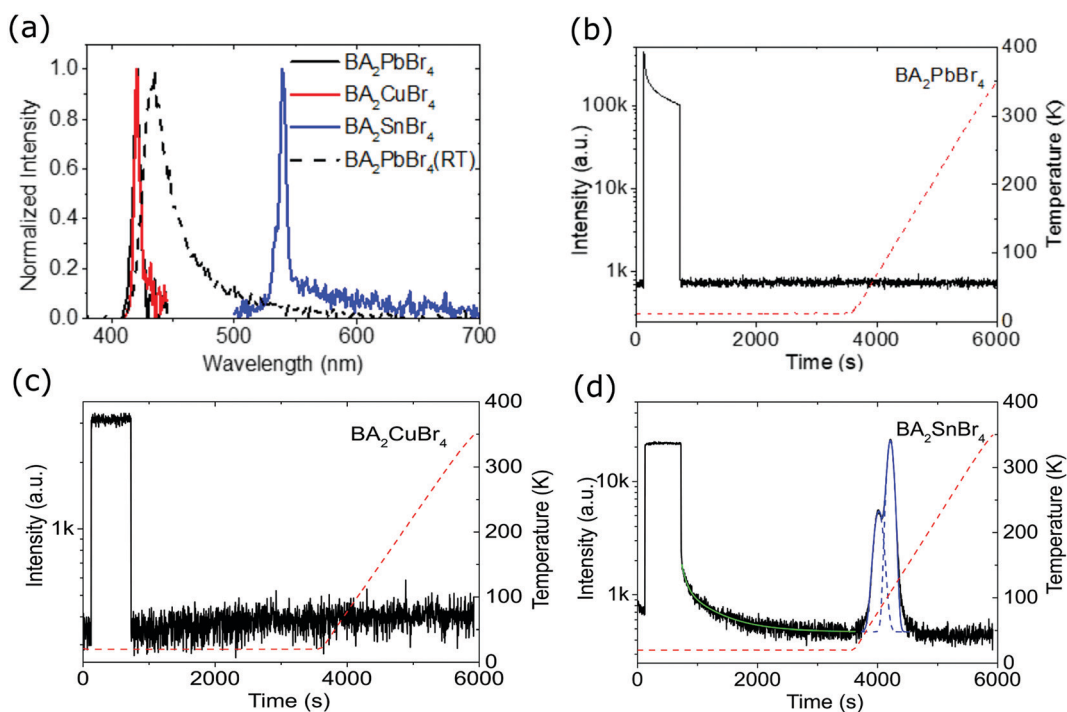 (a)
BA₂PbBr₄
BA₂CuBr₄
BA₂SnBr₄
BA₂PbBr₄(RT)
Normalized Intensity
1.0
0.8
0.6
0.4
0.2
0.0
400 500 600 700
Wavelength (nm)
(b)
BA₂PbBr₄
Intensity (a.u.)
100k
10k
1k
Temperature (K)
400
300
200
100
0
0 2000 4000 6000
Time (s)
(c)
BA₂CuBr₄
Intensity (a.u.)
1k
Temperature (K)
400
300
200
100
0
0 2000 4000 6000
Time (s)
(d)
BA₂SnBr₄
Intensity (a.u.)
10k
1k
Temperature (K)
400
300
200
100
0
0 2000 4000 6000
Time (s)